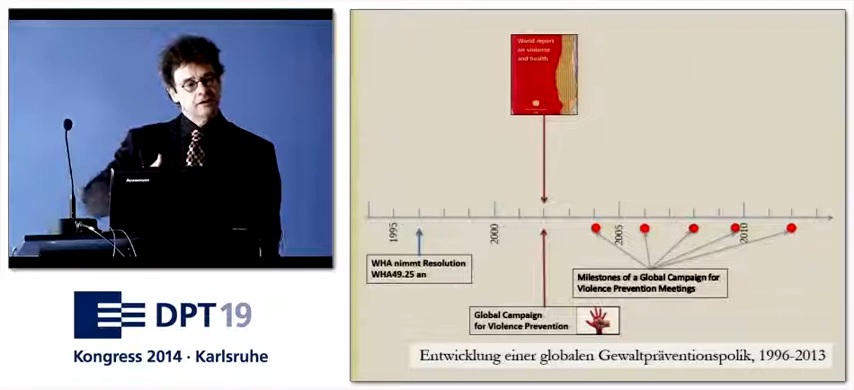 lenovo
DPT19
Kongress 2014 · Karlsruhe
World report
on violence
and health
1995
2000
2005
2010
WHA nimmt Resolution
WHA49.25 an
Milestones of a Global Campaign for
Violence Prevention Meetings
Global Campaign
for Violence Prevention
Entwicklung einer globalen Gewaltpräventionspolik, 1996-2013